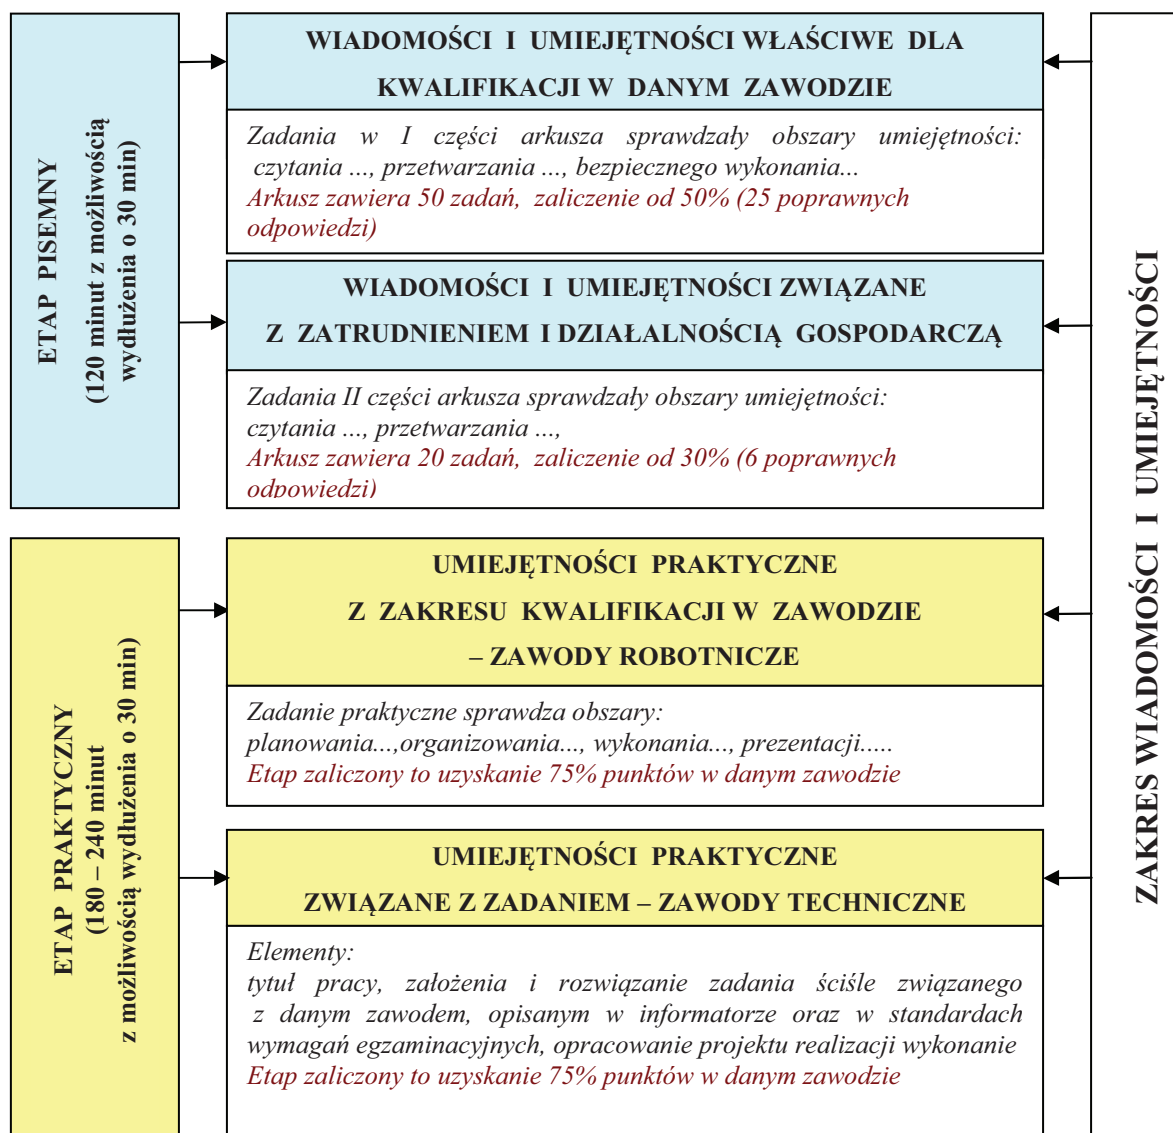 ETAP PISEMNY
(120 minut z możliwością
wydłużenia o 30 min)
WIADOMOŚCI I UMIEJĘTNOŚCI WŁAŚCIWE DLA
KWALIFIKACJI W DANYM ZAWODZIE
Zadania w I części arkusza sprawdzały obszary umiejętności:
czytania ..., przetwarzania ..., bezpiecznego wykonania...
Arkusz zawiera 50 zadań, zaliczenie od 50% (25 poprawnych
odpowiedzi)
WIADOMOŚCI I UMIEJĘTNOŚCI ZWIĄZANE
Z ZATRUDNIENIEM I DZIAŁALNOŚCIĄ GOSPODARCZĄ
Zadania II części arkusza sprawdzały obszary umiejętności:
czytania ..., przetwarzania ...,
Arkusz zawiera 20 zadań, zaliczenie od 30% (6 poprawnych
odpowiedzi)
ETAP PRAKTYCZNY
(180 – 240 minut
z możliwością wydłużenia o 30 min)
UMIEJĘTNOŚCI PRAKTYCZNE
Z ZAKRESU KWALIFIKACJI W ZAWODZIE
– ZAWODY ROBOTNICZE
Zadanie praktyczne sprawdza obszary:
planowania...,organizowania..., wykonania..., prezentacji.....
Etap zaliczony to uzyskanie 75% punktów w danym zawodzie
UMIEJĘTNOŚCI PRAKTYCZNE
ZWIĄZANE Z ZADANIEM – ZAWODY TECHNICZNE
Elementy:
tytuł pracy, założenia i rozwiązanie zadania ściśle związanego
z danym zawodem, opisanym w informatorze oraz w standardach
wymagań egzaminacyjnych, opracowanie projektu realizacji wykonanie
Etap zaliczony to uzyskanie 75% punktów w danym zawodzie
ZAKRES WIADOMOŚCI I UMIEJĘTNOŚCI